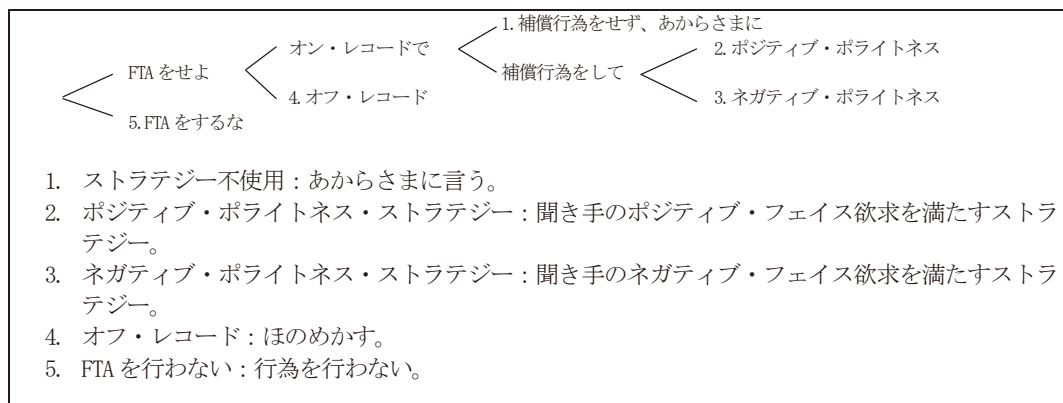 1.補償行為をせず、あからさまに
オン・レコードで 2.ポジティブ・ポライトネス
FTA をせよ 補償行為をして
4.オフ・レコード 3.ネガティブ・ポライトネス
5.FTA をするな
1. ストラテジー不使用：あからさまに言う。
2. ポジティブ・ポライトネス・ストラテジー：聞き手のポジティブ・フェイス欲求を満たすストラ
テジー。
3. ネガティブ・ポライトネス・ストラテジー：聞き手のネガティブ・フェイス欲求を満たすストラ
テジー。
4. オフ・レコード：ほのめかす。
5. FTA を行わない：行為を行わない。